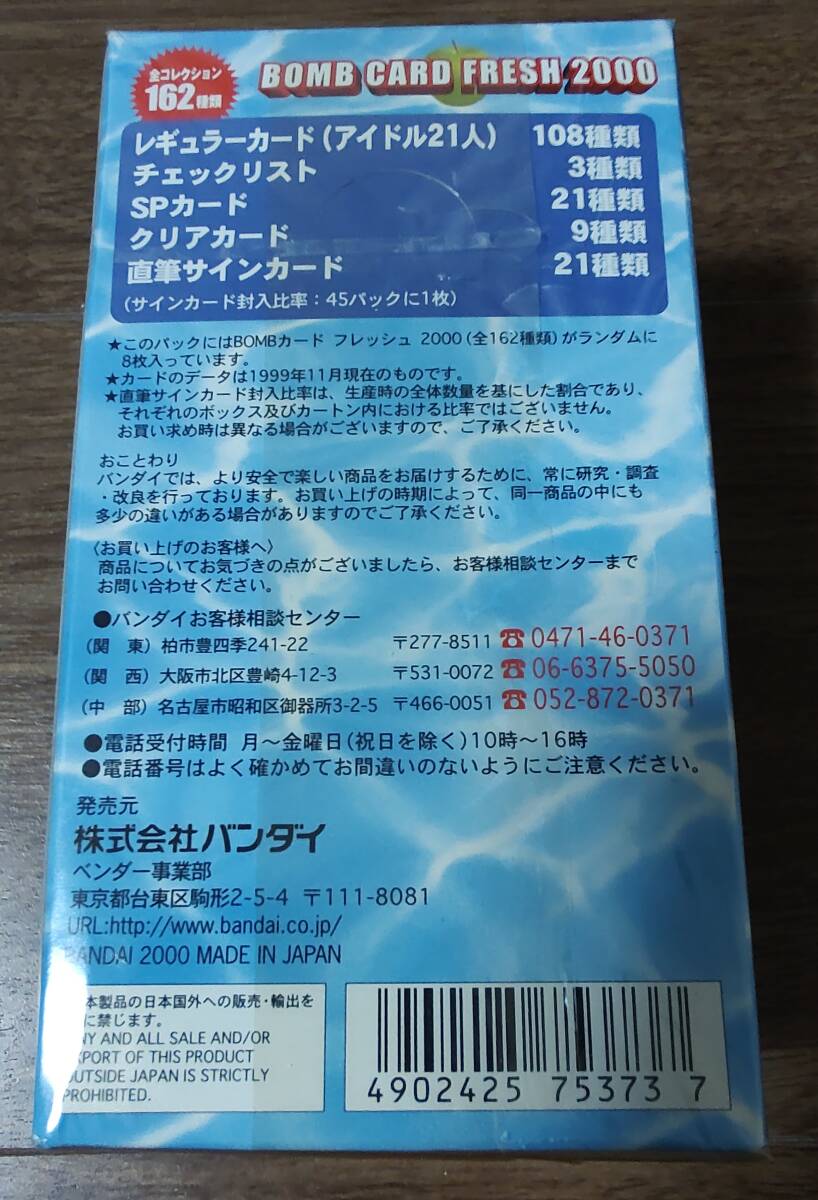 全コレクション
162種類
BOMB CARD FRESH 2000
レギュラーカード(アイドル21人) 108種類
チェックリスト 3種類
SPカード 21種類
クリアカード 9種類
直筆サインカード 21種類
(サインカード封入比率:45パックに1枚)
★このパックにはBOMBカード フレッシュ 2000(全162種類)がランダムに
8枚入っています。
★カードのデータは1999年11月現在のものです。
★直筆サインカード封入比率は、生産時の全体数量を基にした割合であり、
それぞれのボックス及びカートン内における比率ではございません。
お買い求め時は異なる場合がございますので、ご了承ください。
おことわり
バンダイでは、より安全で楽しい商品をお届けするために、常に研究・調査
・改良を行っております。お買い上げの時期によって、同一商品の中にも
多少の違いがある場合がありますのでご了承ください。
〈お買い上げのお客様へ〉
商品についてお気づきの点がございましたら、お客様相談センターまで
お問い合わせください。
●バンダイお客様相談センター
(関 東)柏市豊四季241-22 〒277-8511 ☎0471-46-0371
(関 西)大阪市北区豊崎4-12-3 〒531-0072 ☎06-6375-5050
(中 部)名古屋市昭和区御器所3-2-5 〒466-0051 ☎052-872-0371
●電話受付時間 月〜金曜日(祝日を除く)10時〜16時
●電話番号はよく確かめてお間違いのないようにご注意ください。
発売元
株式会社バンダイ
ベンダー事業部
東京都台東区駒形2-5-4 〒111-8081
URL:http://www.bandai.co.jp/
BANDAI 2000 MADE IN JAPAN
本製品の日本国外への販売・輸出を
に禁じます。
NY AND ALL SALE AND/OR
XPORT OF THIS PRODUCT
OUTSIDE JAPAN IS STRICTLY
PROHIBITED.
4902425 75373 7